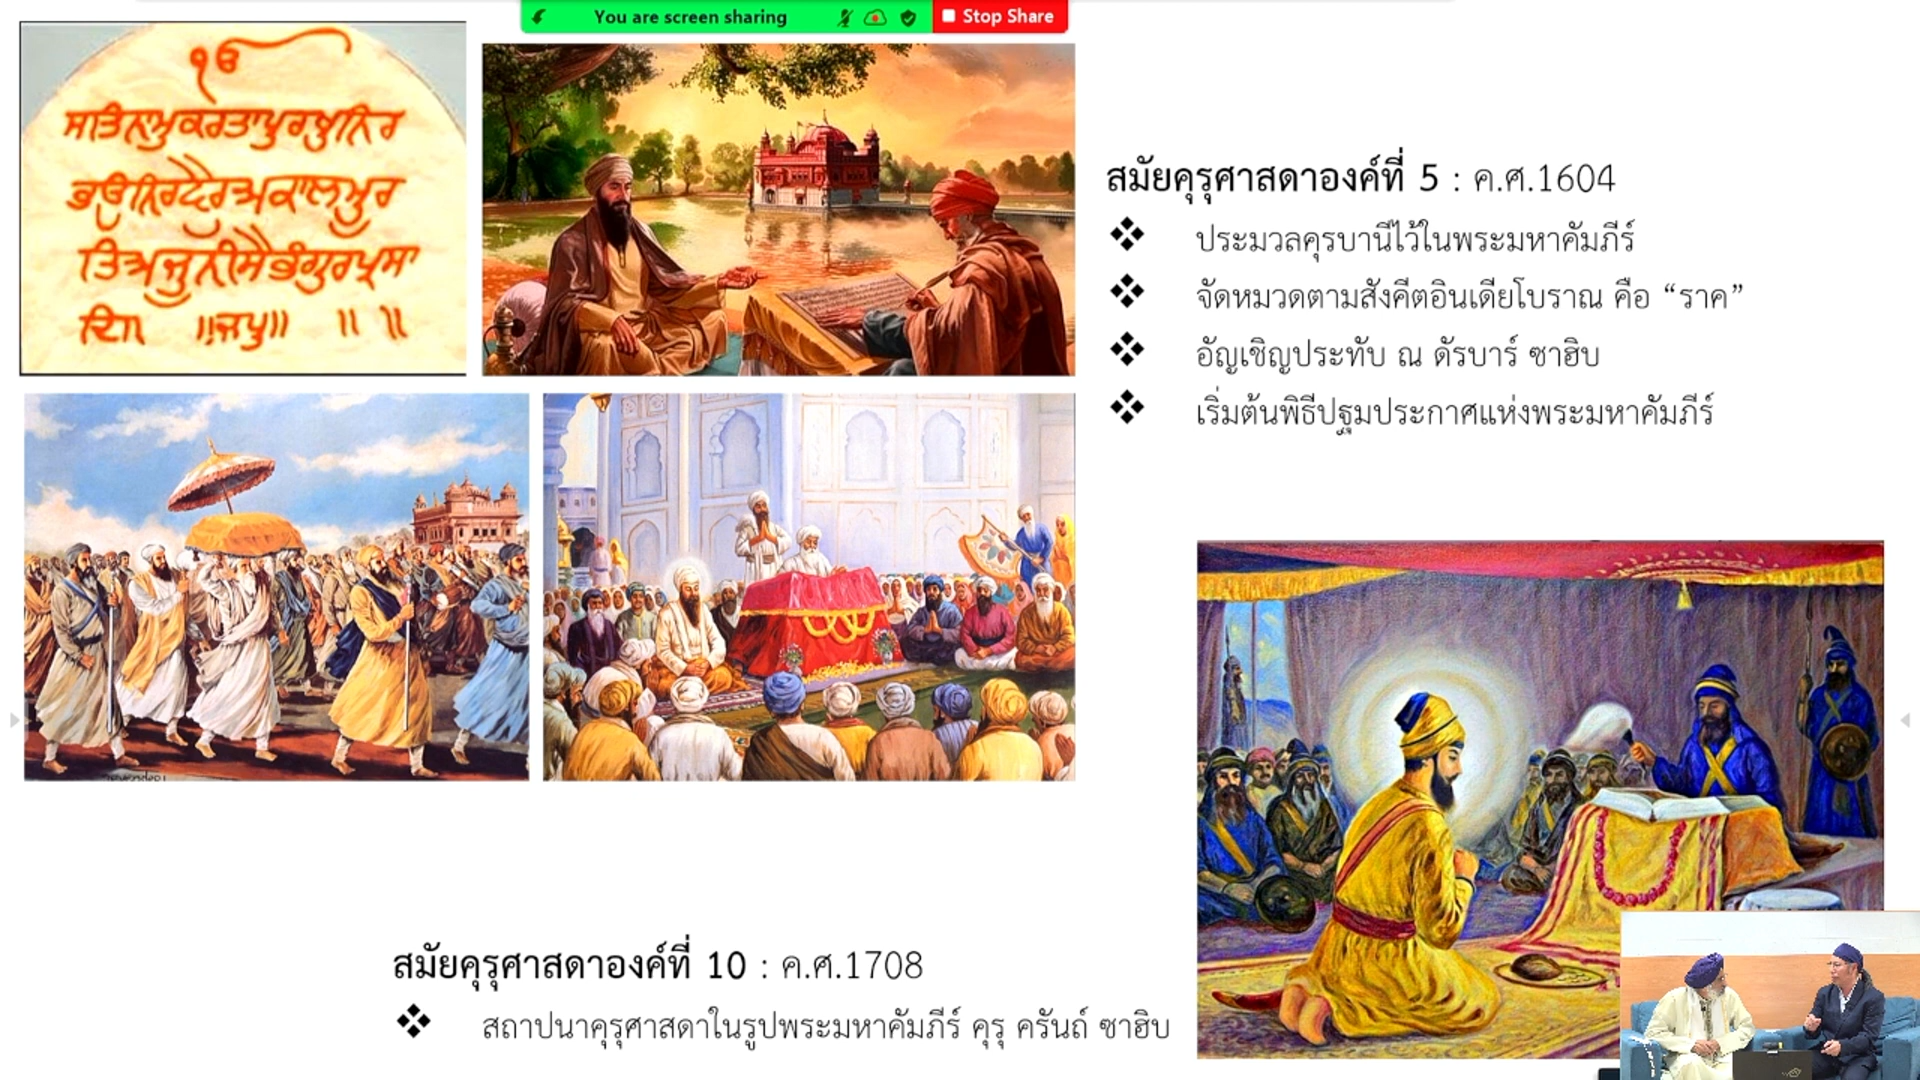 You are screen sharing
Stop Share
ੴ
ਸਤਿਨਾਮੁਕਰਤਾਪੁਰਖੁਨਿਰ
ਭਉਨਿਰਵੈਰੁਅਕਾਲਮੂਰ
ਤਿਅਜੂਨੀਸੈਭੰਗੁਰਪ੍ਰਸਾ
ਦਿ॥ ॥ਜਪੁ॥ ॥ ॥
สมัยคุรุศาสดาองค์ที่ 5 : ค.ศ.1604
❖ ประมวลคุรบานีไว้ในพระมหาคัมภีร์
❖ จัดหมวดตามสังคีตอินเดียโบราณ คือ “ราค”
❖ อัญเชิญประทับ ณ ดัรบาร์ ซาฮิบ
❖ เริ่มต้นพิธีปฐมประกาศแห่งพระมหาคัมภีร์
สมัยคุรุศาสดาองค์ที่ 10 : ค.ศ.1708
❖ สถาปนาคุรุศาสดาในรูปพระมหาคัมภีร์ คุรุ ครันถ์ ซาฮิบ